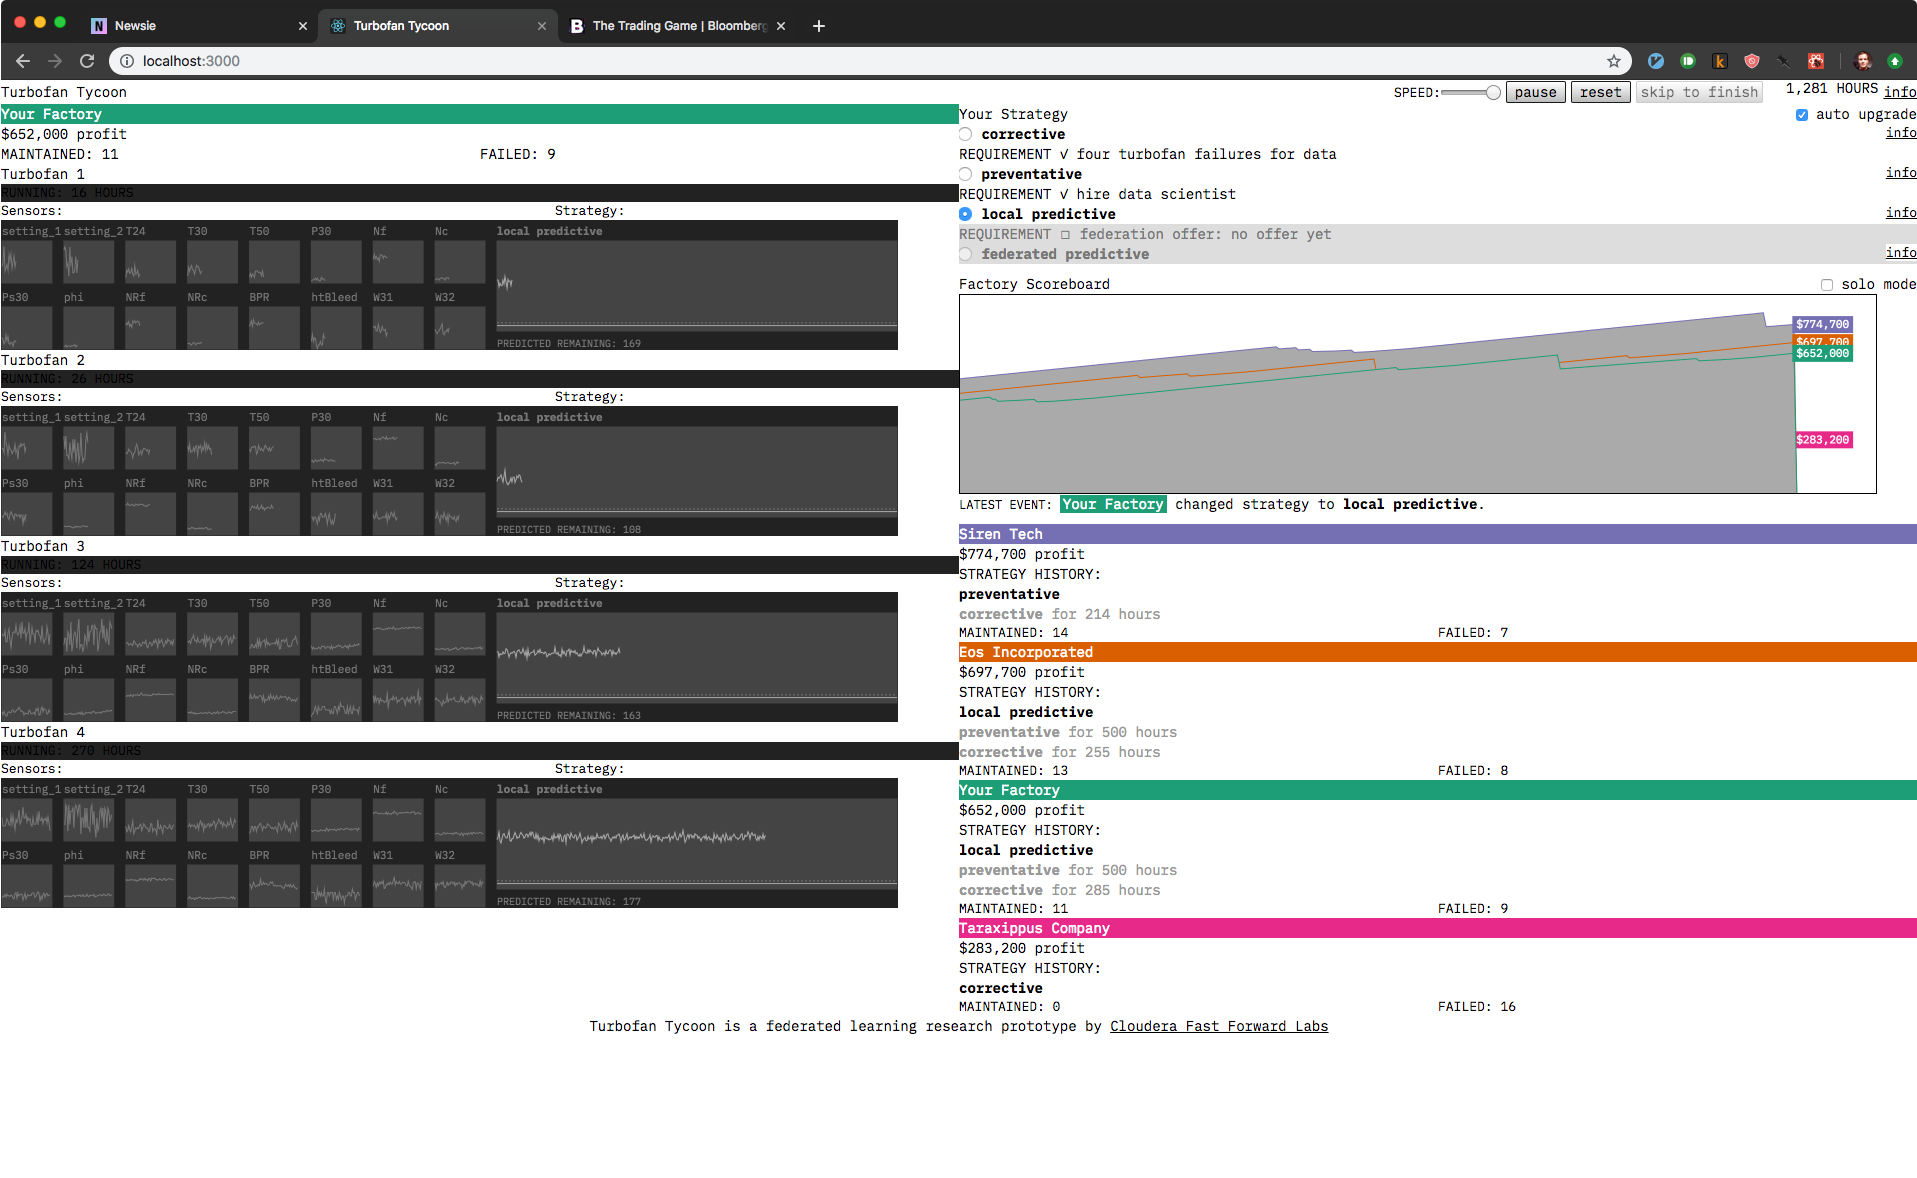 Newsie
Turbofan Tycoon
The Trading Game | Bloomberg
localhost:3000
Turbofan Tycoon
SPEED: pause reset skip to finish 1,281 HOURS info
Your Factory
$652,000 profit
MAINTAINED: 11 FAILED: 9
Turbofan 1
RUNNING: 16 HOURS
Sensors: Strategy:
setting_1 setting_2 T24 T30 T50 P30 Nf Nc local predictive
Ps30 phi NRf NRc BPR htBleed W31 W32
PREDICTED REMAINING: 169
Turbofan 2
RUNNING: 26 HOURS
Sensors: Strategy:
setting_1 setting_2 T24 T30 T50 P30 Nf Nc local predictive
Ps30 phi NRf NRc BPR htBleed W31 W32
PREDICTED REMAINING: 108
Turbofan 3
RUNNING: 124 HOURS
Sensors: Strategy:
setting_1 setting_2 T24 T30 T50 P30 Nf Nc local predictive
Ps30 phi NRf NRc BPR htBleed W31 W32
PREDICTED REMAINING: 163
Turbofan 4
RUNNING: 270 HOURS
Sensors: Strategy:
setting_1 setting_2 T24 T30 T50 P30 Nf Nc local predictive
Ps30 phi NRf NRc BPR htBleed W31 W32
PREDICTED REMAINING: 177
Your Strategy auto upgrade
corrective info
REQUIREMENT √ four turbofan failures for data
preventative info
REQUIREMENT √ hire data scientist
local predictive info
REQUIREMENT □ federation offer: no offer yet
federated predictive info
Factory Scoreboard solo mode
$774,700
$697,700
$652,000
$283,200
LATEST EVENT: Your Factory changed strategy to local predictive.
Siren Tech
$774,700 profit
STRATEGY HISTORY:
preventative
corrective for 214 hours
MAINTAINED: 14 FAILED: 7
Eos Incorporated
$697,700 profit
STRATEGY HISTORY:
local predictive
preventative for 500 hours
corrective for 255 hours
MAINTAINED: 13 FAILED: 8
Your Factory
$652,000 profit
STRATEGY HISTORY:
local predictive
preventative for 500 hours
corrective for 285 hours
MAINTAINED: 11 FAILED: 9
Taraxippus Company
$283,200 profit
STRATEGY HISTORY:
corrective
MAINTAINED: 0 FAILED: 16
Turbofan Tycoon is a federated learning research prototype by Cloudera Fast Forward Labs